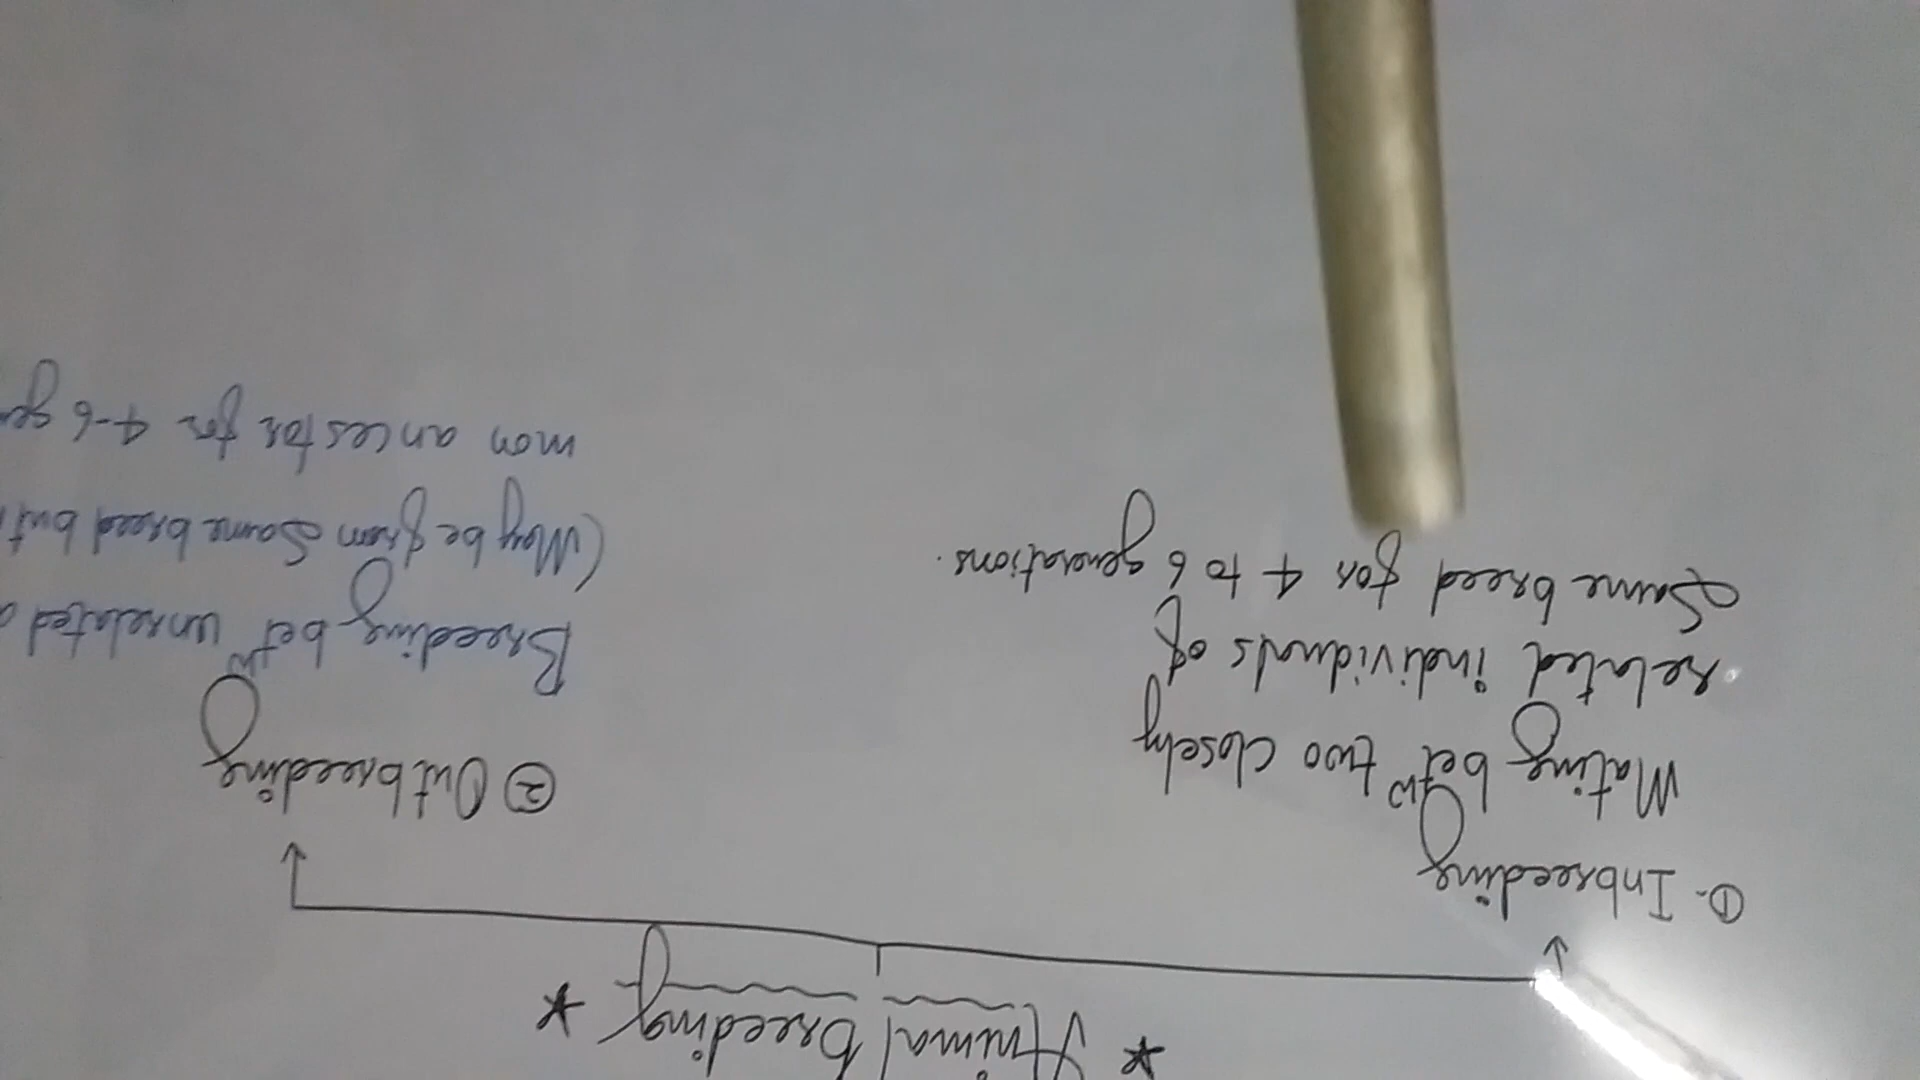 * Animal Breeding *
①. Inbreeding
Mating betⁿ two closely
related individuals of
Same breed for 4 to 6 generations.
② Outbreeding
Breeding betⁿ unrelated
(May be from Same breed but
mon ancestor for 4-6